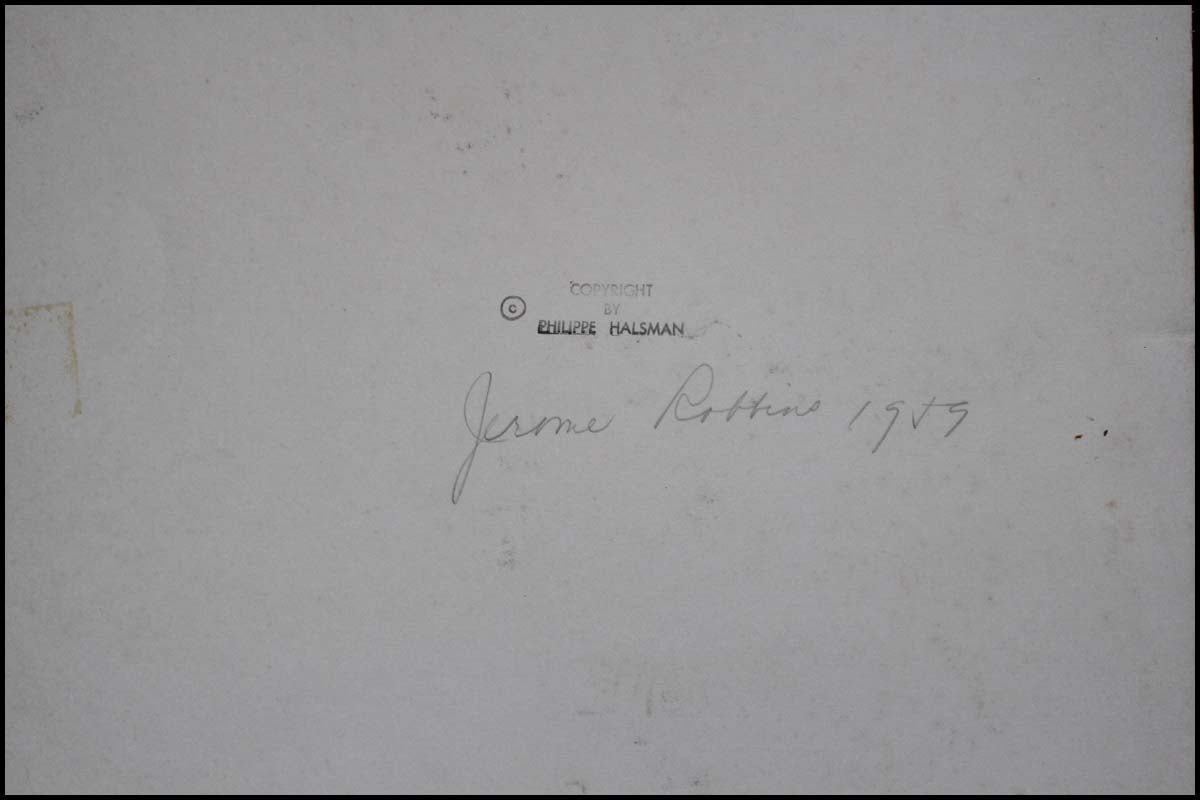 COPYRIGHT
© BY
PHILIPPE HALSMAN
Jerome Robbins 1959